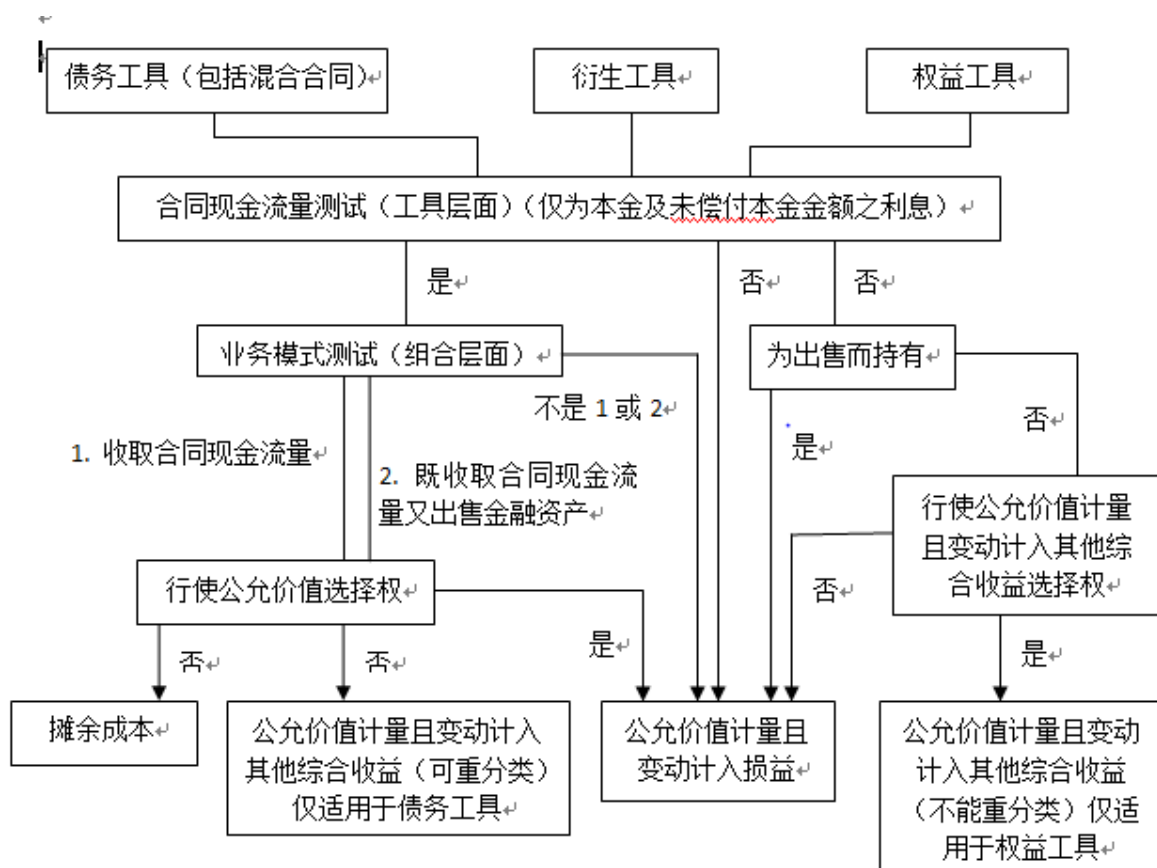 债务工具（包括混合合同）
衍生工具
权益工具
合同现金流量测试（工具层面）（仅为本金及未偿付本金金额之利息）
是
否
否
业务模式测试（组合层面）
为出售而持有
不是 1 或 2
否
1. 收取合同现金流量
是
2. 既收取合同现金流
量又出售金融资产
行使公允价值计量
且变动计入其他综
合收益选择权
行使公允价值选择权
否
否
否
是
是
摊余成本
公允价值计量且变动计入
其他综合收益（可重分类）
仅适用于债务工具
公允价值计量且
变动计入损益
公允价值计量且变动
计入其他综合收益
（不能重分类）仅适
用于权益工具